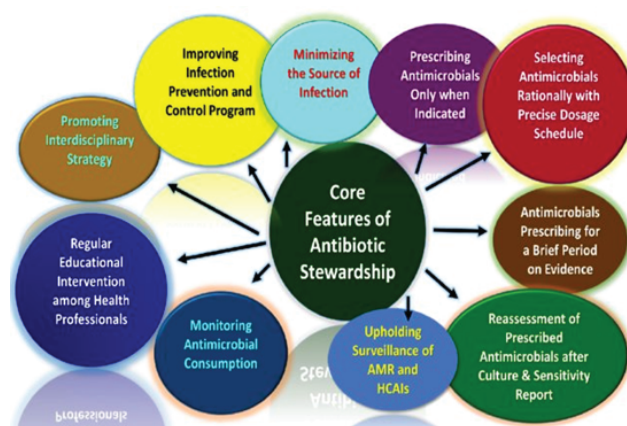 Improving
Infection
Prevention and
Control Program
Minimizing
the Source of
Infection
Prescribing
Antimicrobials
Only when
Indicated
Selecting
Antimicrobials
Rationally with
Precise Dosage
Schedule
Promoting
Interdisciplinary
Strategy
Core
Features of
Antibiotic
Stewardship
Antimicrobials
Prescribing for
a Brief Period
on Evidence
Regular
Educational
Intervention
among Health
Professionals
Monitoring
Antimicrobial
Consumption
Upholding
Surveillance of
AMR and
HCAIs
Reassessment of
Prescribed
Antimicrobials after
Culture & Sensitivity
Report